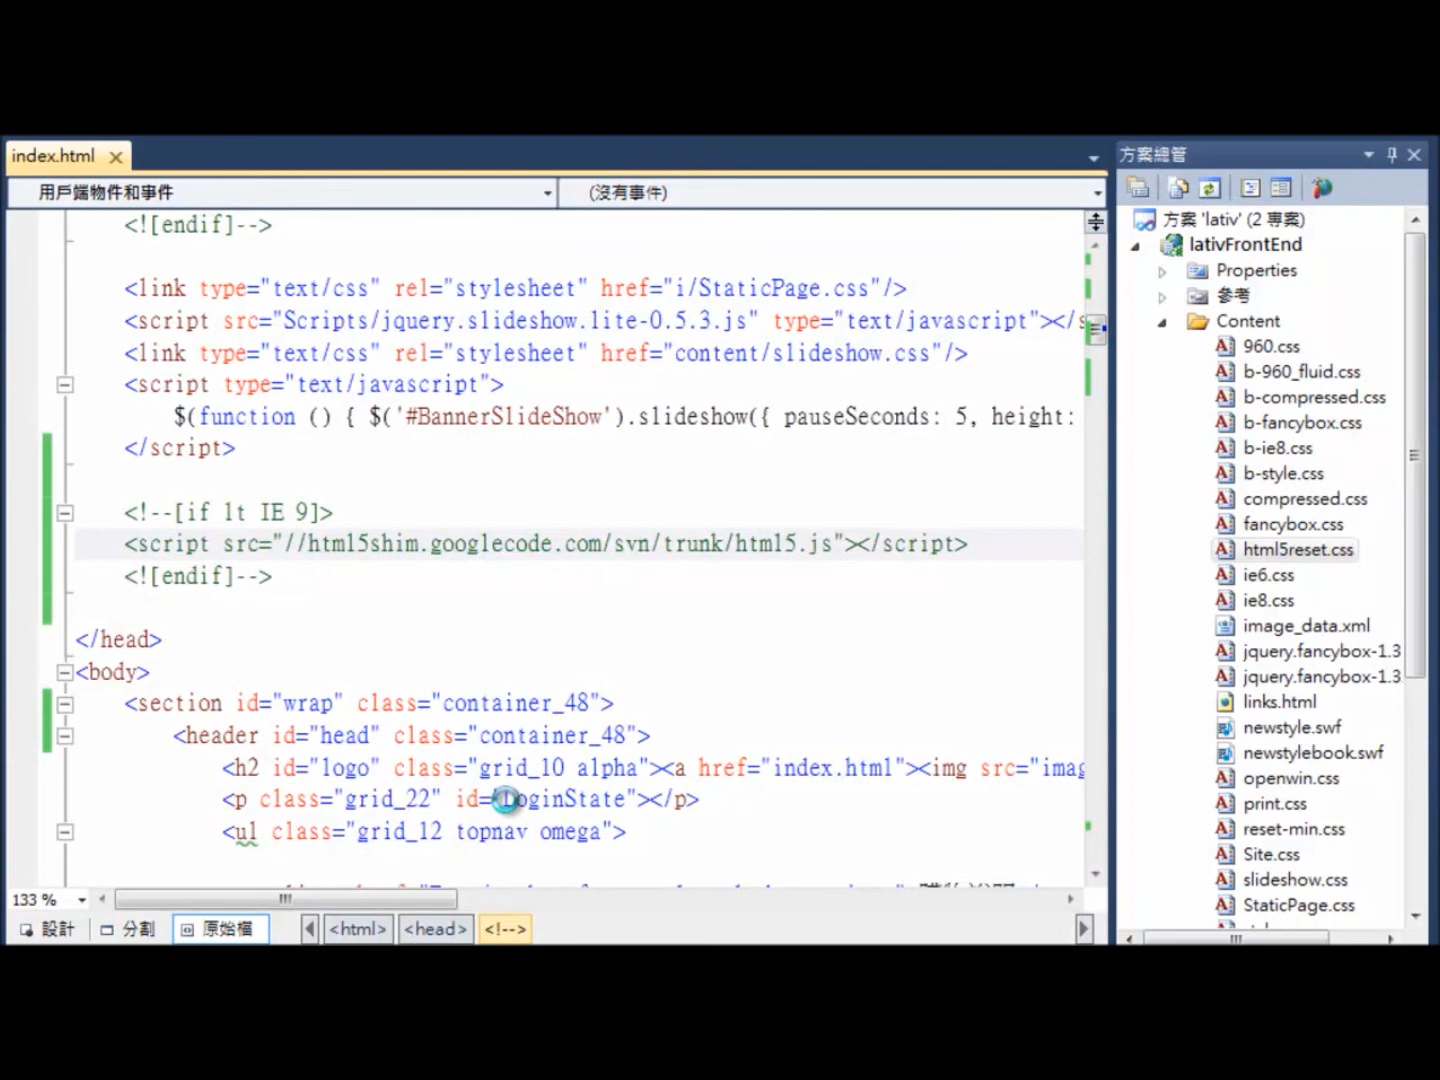 index.html
用戶端物件和事件
(沒有事件)
<![endif]-->
<link type="text/css" rel="stylesheet" href="i/StaticPage.css"/>
<script src="Scripts/jquery.slideshow.lite-0.5.3.js" type="text/javascript"></s
<link type="text/css" rel="stylesheet" href="content/slideshow.css"/>
<script type="text/javascript">
$(function () { $('#BannerSlideShow').slideshow({ pauseSeconds: 5, height:
</script>
<!--[if lt IE 9]>
<script src="//html5shim.googlecode.com/svn/trunk/html5.js"></script>
<![endif]-->
</head>
<body>
<section id="wrap" class="container_48">
<header id="head" class="container_48">
<h2 id="logo" class="grid_10 alpha"><a href="index.html"><img src="imag
<p class="grid_22" id="LoginState"></p>
<ul class="grid_12 topnav omega">
133 %
設計
分割
原始檔
<html>
<head>
<!-->
方案總管
方案 'lativ' (2 專案)
lativFrontEnd
Properties
參考
Content
960.css
b-960_fluid.css
b-compressed.css
b-fancybox.css
b-ie8.css
b-style.css
compressed.css
fancybox.css
html5reset.css
ie6.css
ie8.css
image_data.xml
jquery.fancybox-1.3
jquery.fancybox-1.3
links.html
newstyle.swf
newstylebook.swf
openwin.css
print.css
reset-min.css
Site.css
slideshow.css
StaticPage.css